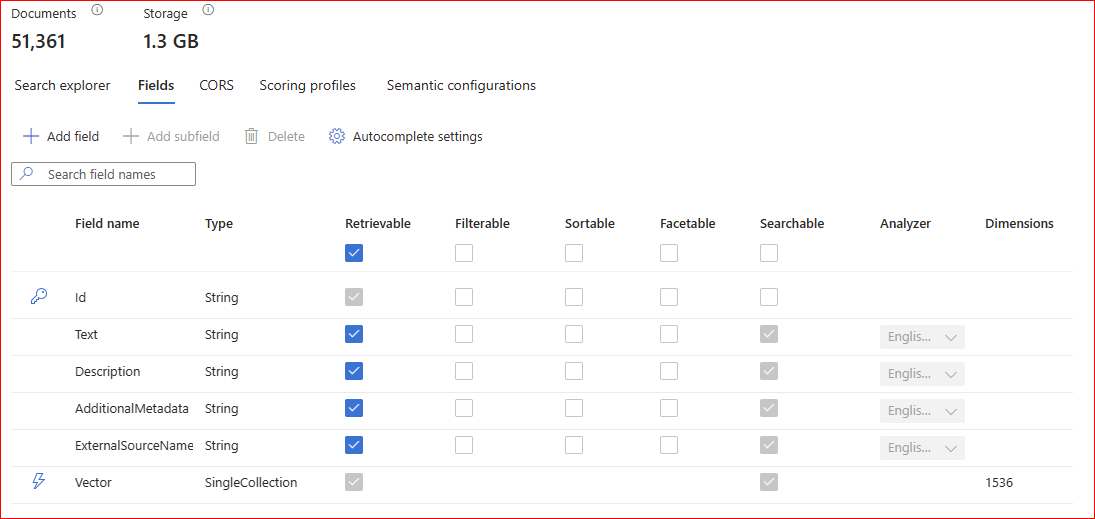 Documents Storage
51,361 1.3 GB
Search explorer Fields CORS Scoring profiles Semantic configurations
Add field Add subfield Delete Autocomplete settings
Search field names
Field name Type Retrievable Filterable Sortable Facetable Searchable Analyzer Dimensions
Id String
Text String Englis...
Description String Englis...
AdditionalMetadata String Englis...
ExternalSourceName String Englis...
Vector SingleCollection 1536